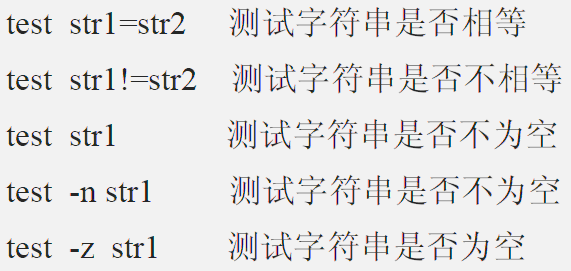 test str1=str2 测试字符串是否相等
test str1!=str2 测试字符串是否不相等
test str1 测试字符串是否不为空
test -n str1 测试字符串是否不为空
test -z str1 测试字符串是否为空